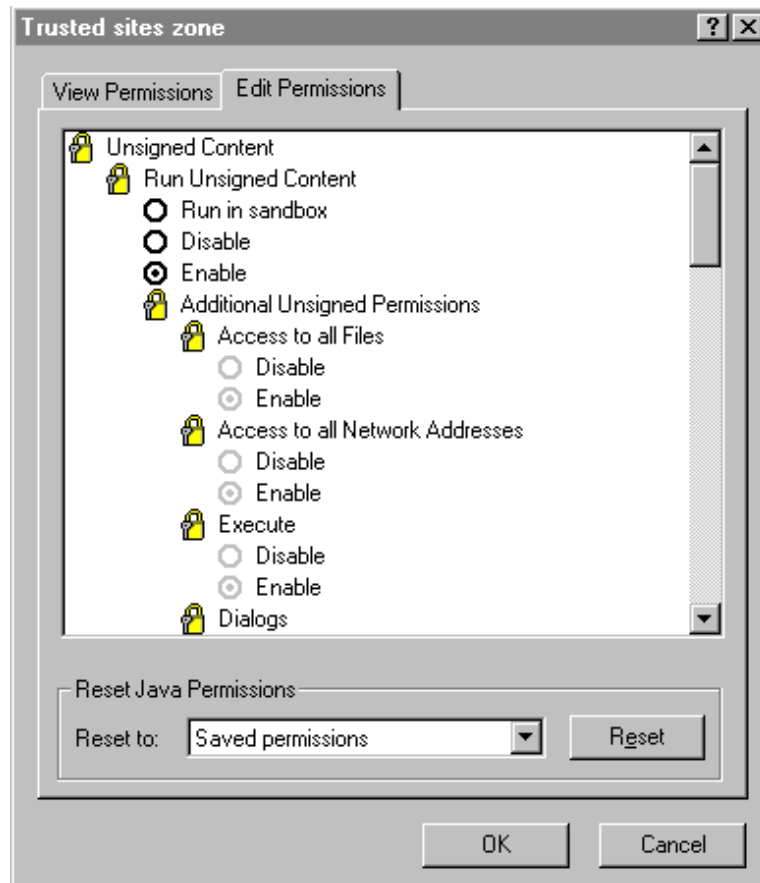 Trusted sites zone
View Permissions Edit Permissions
Unsigned Content
Run Unsigned Content
Run in sandbox
Disable
Enable
Additional Unsigned Permissions
Access to all Files
Disable
Enable
Access to all Network Addresses
Disable
Enable
Execute
Disable
Enable
Dialogs
Reset Java Permissions
Reset to: Saved permissions Reset
OK Cancel